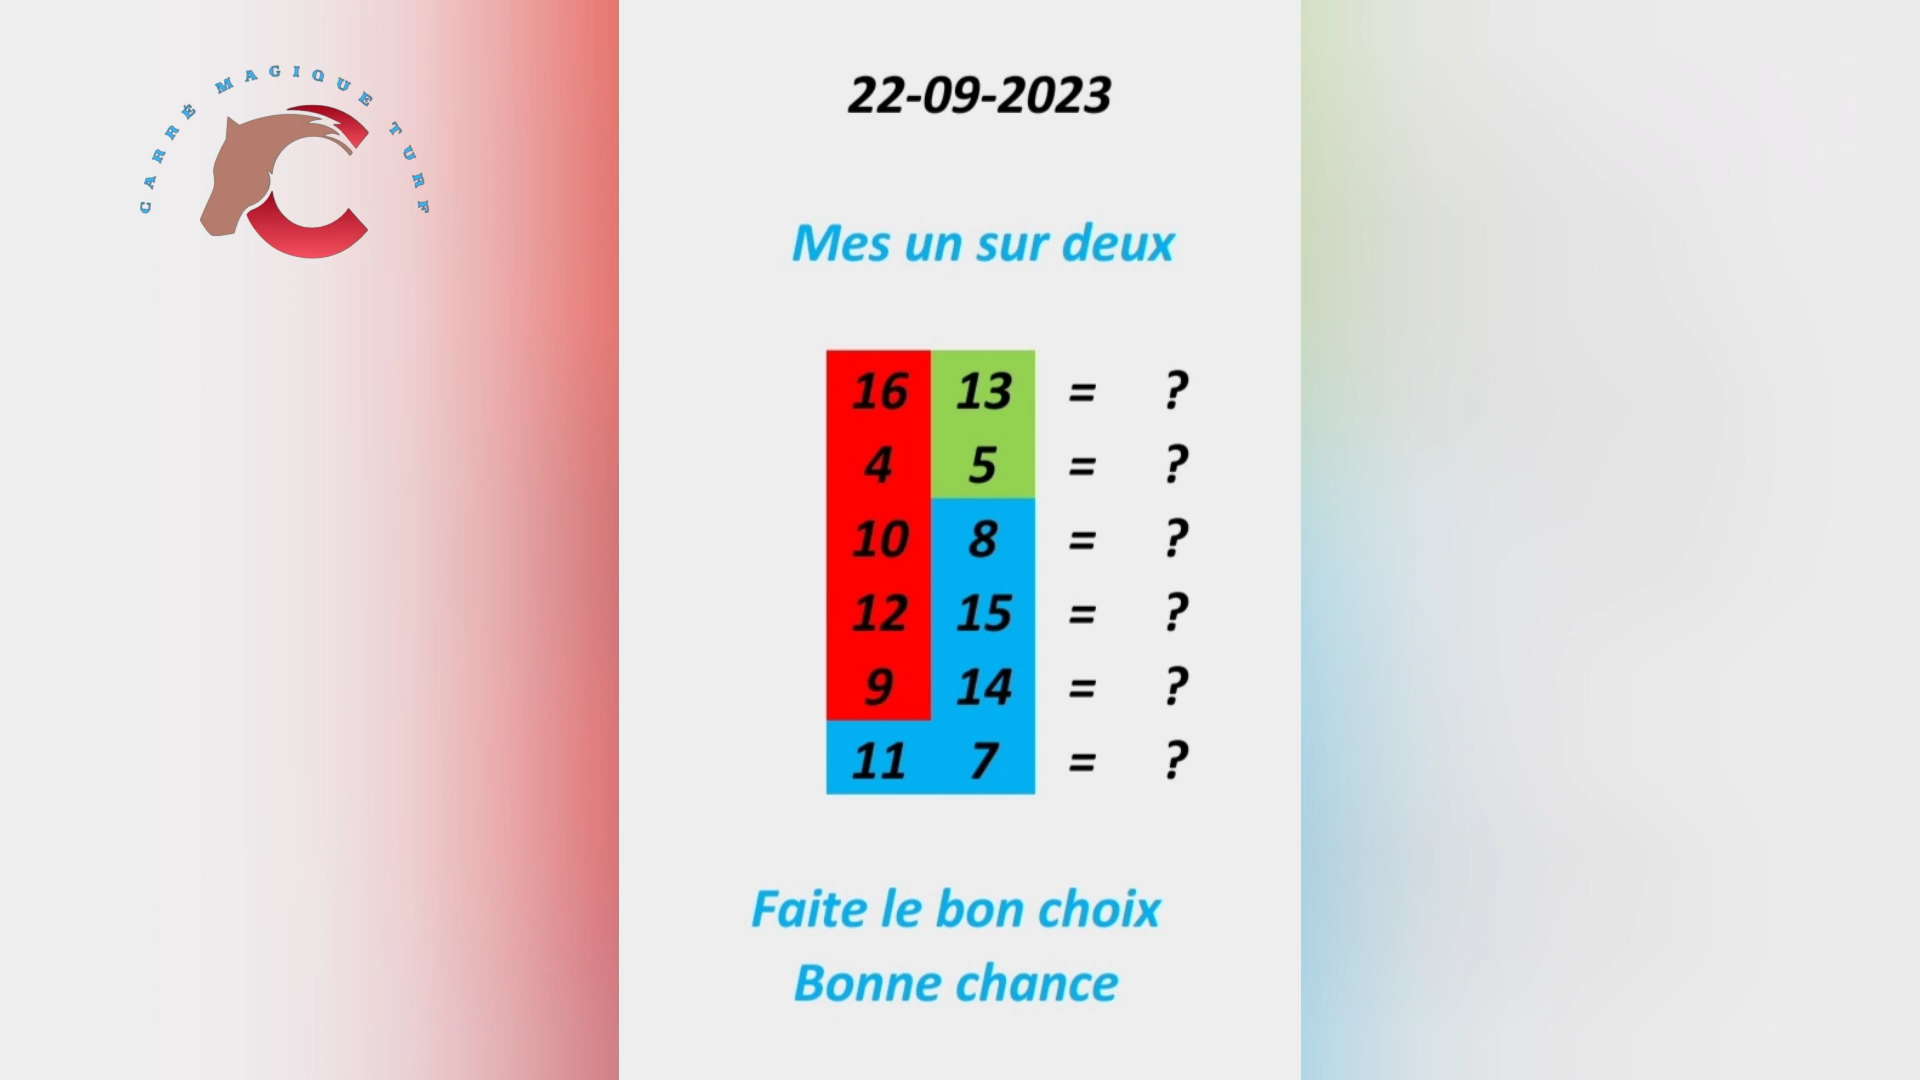 CARRÉ MAGIQUE TURF
22-09-2023
Mes un sur deux
16 13 = ?
4 5 = ?
10 8 = ?
12 15 = ?
9 14 = ?
11 7 = ?
Faite le bon choix
Bonne chance